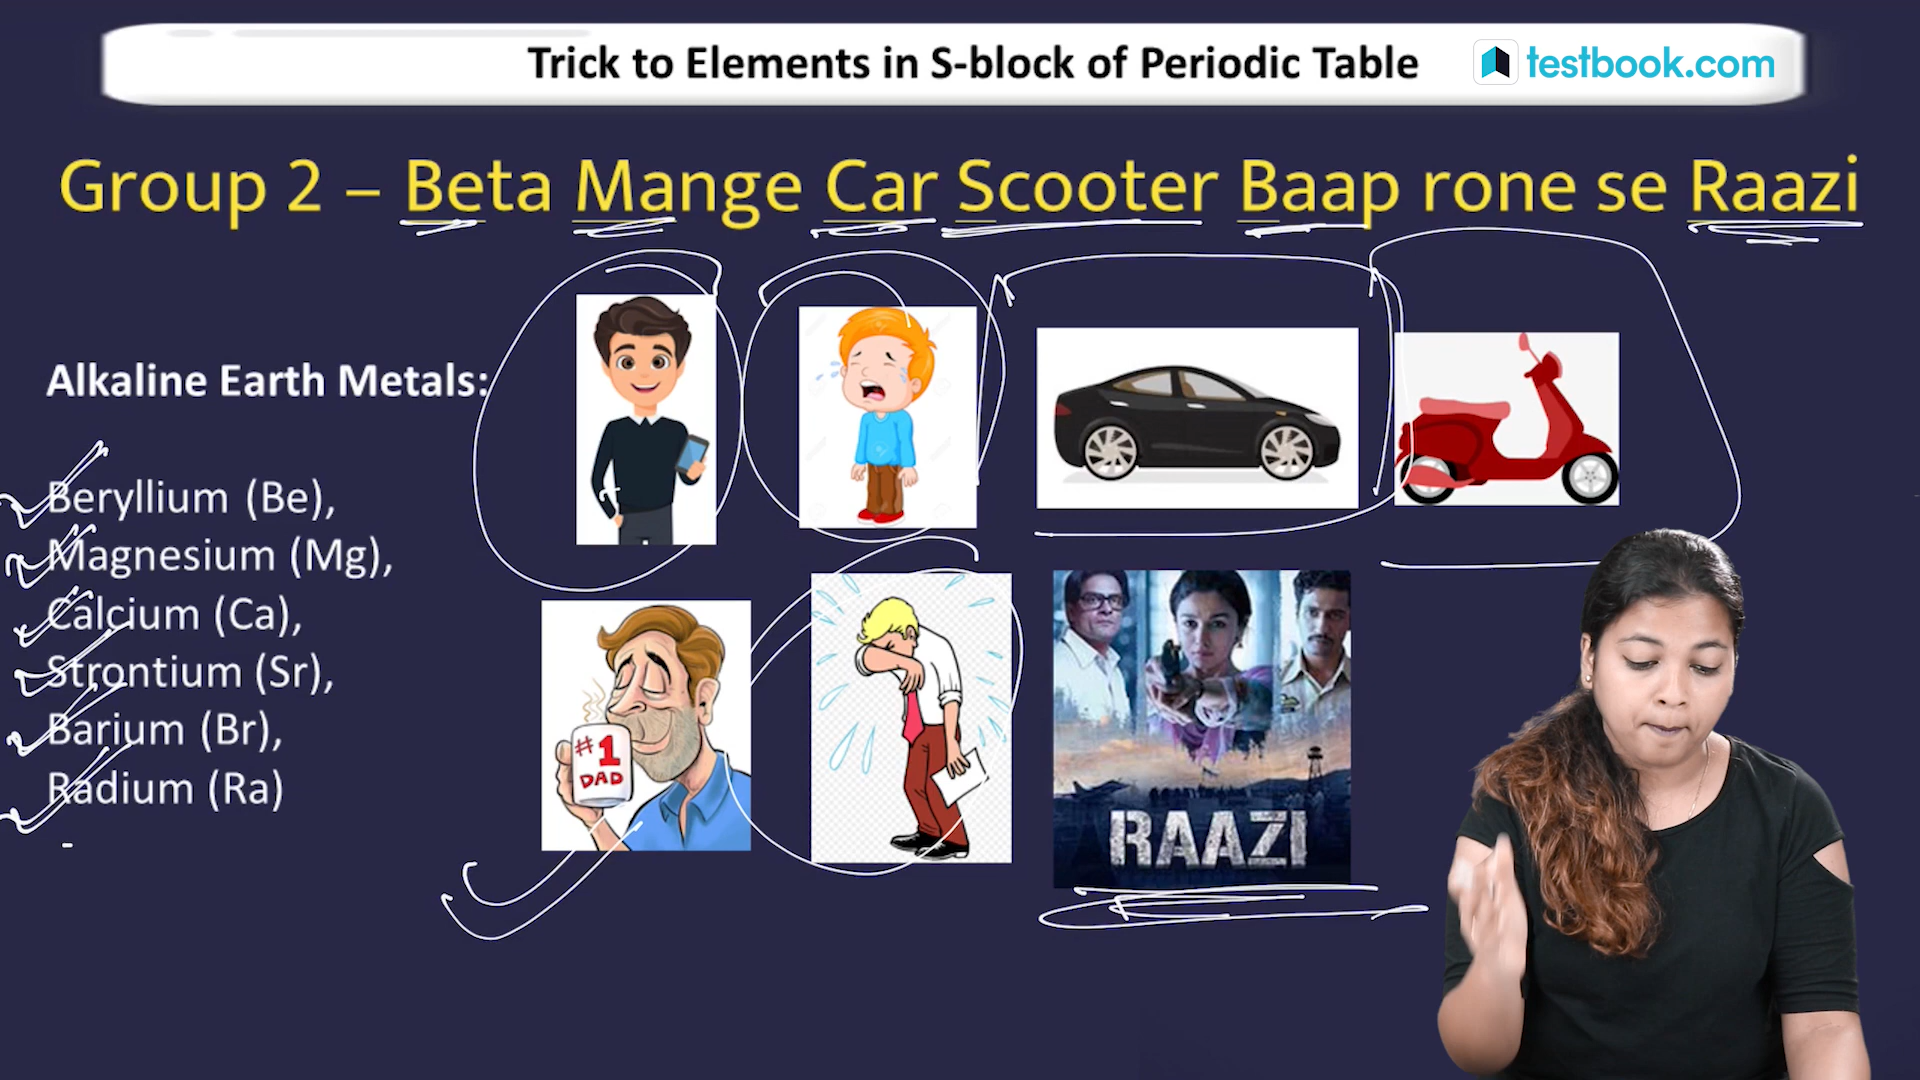 Trick to Elements in S-block of Periodic Table
testbook.com
Group 2 – Beta Mange Car Scooter Baap rone se Raazi
Alkaline Earth Metals:
Beryllium (Be),
Magnesium (Mg),
Calcium (Ca),
Strontium (Sr),
Barium (Br),
Radium (Ra)
#1
DAD
RAAZI